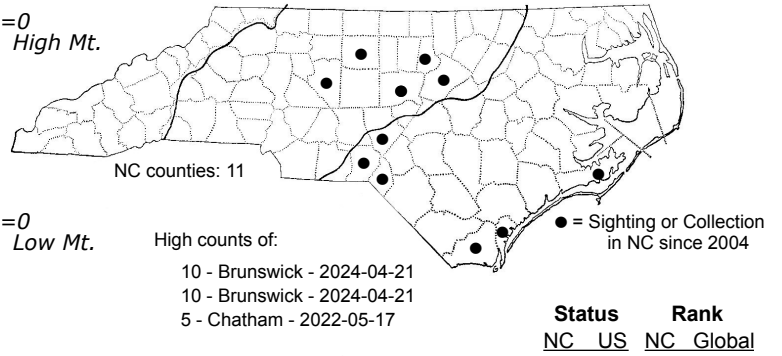 =0
High Mt.
NC counties: 11
=0
Low Mt.
High counts of:
10 - Brunswick - 2024-04-21
10 - Brunswick - 2024-04-21
5 - Chatham - 2022-05-17
● = Sighting or Collection
in NC since 2004
Status Rank
NC US NC Global